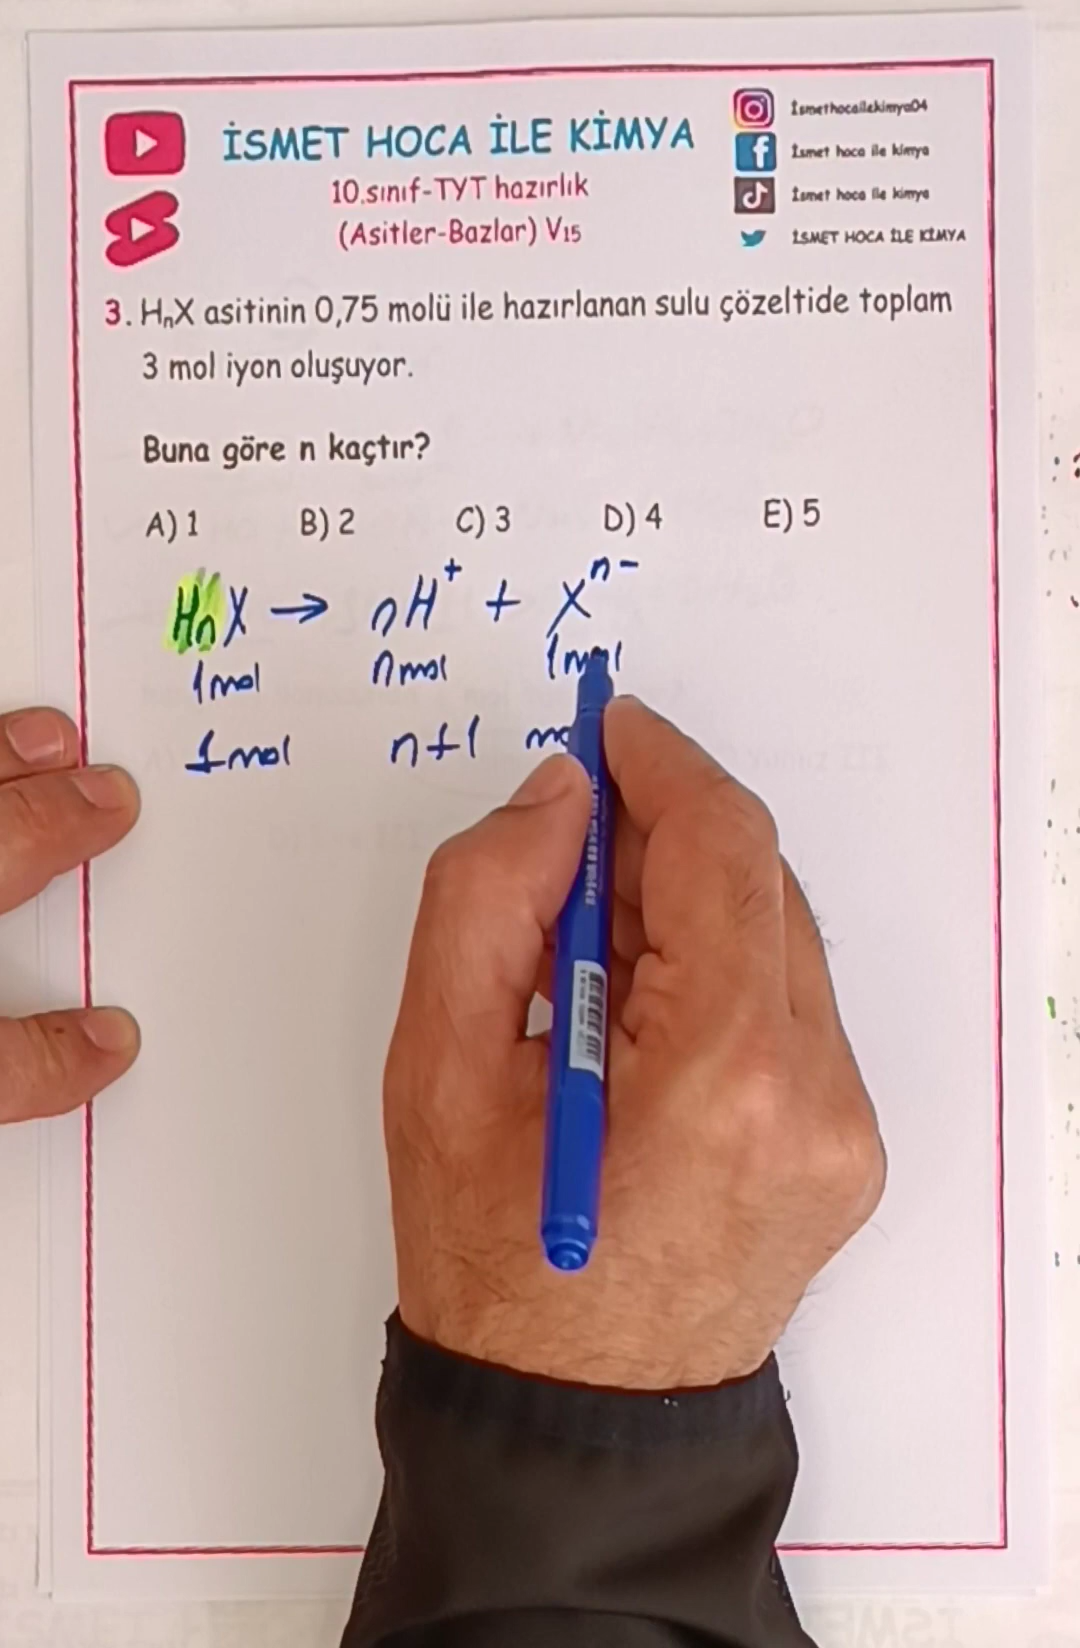 İSMET HOCA İLE KİMYA
10.sınıf-TYT hazırlık
(Asitler-Bazlar) V15
İsmethocailekimya04
İsmet hoca ile kimya
İsmet hoca ile kimya
İSMET HOCA İLE KİMYA
3. HnX asitinin 0,75 molü ile hazırlanan sulu çözeltide toplam
3 mol iyon oluşuyor.
Buna göre n kaçtır?
A) 1 B) 2 C) 3 D) 4 E) 5
HnX → nH⁺ + Xⁿ⁻
1mol nmol 1mol
1mol n+1